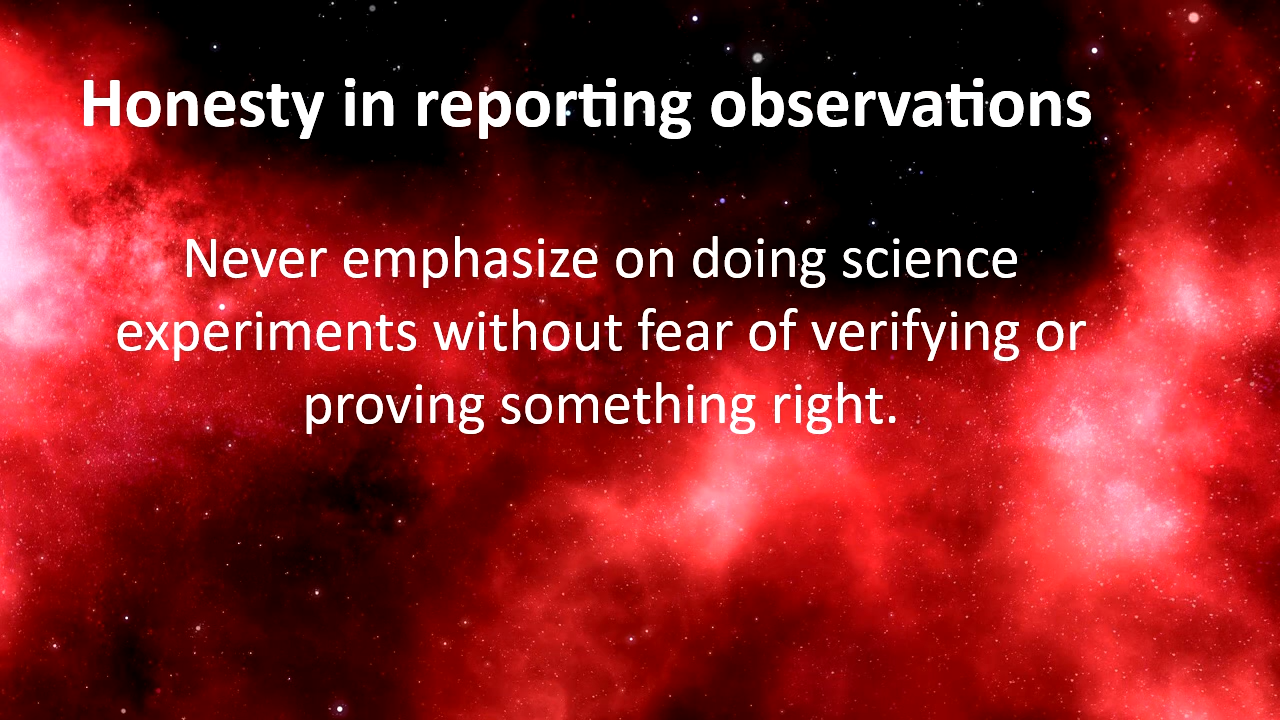 Honesty in reporting observations
Never emphasize on doing science
experiments without fear of verifying or
proving something right.